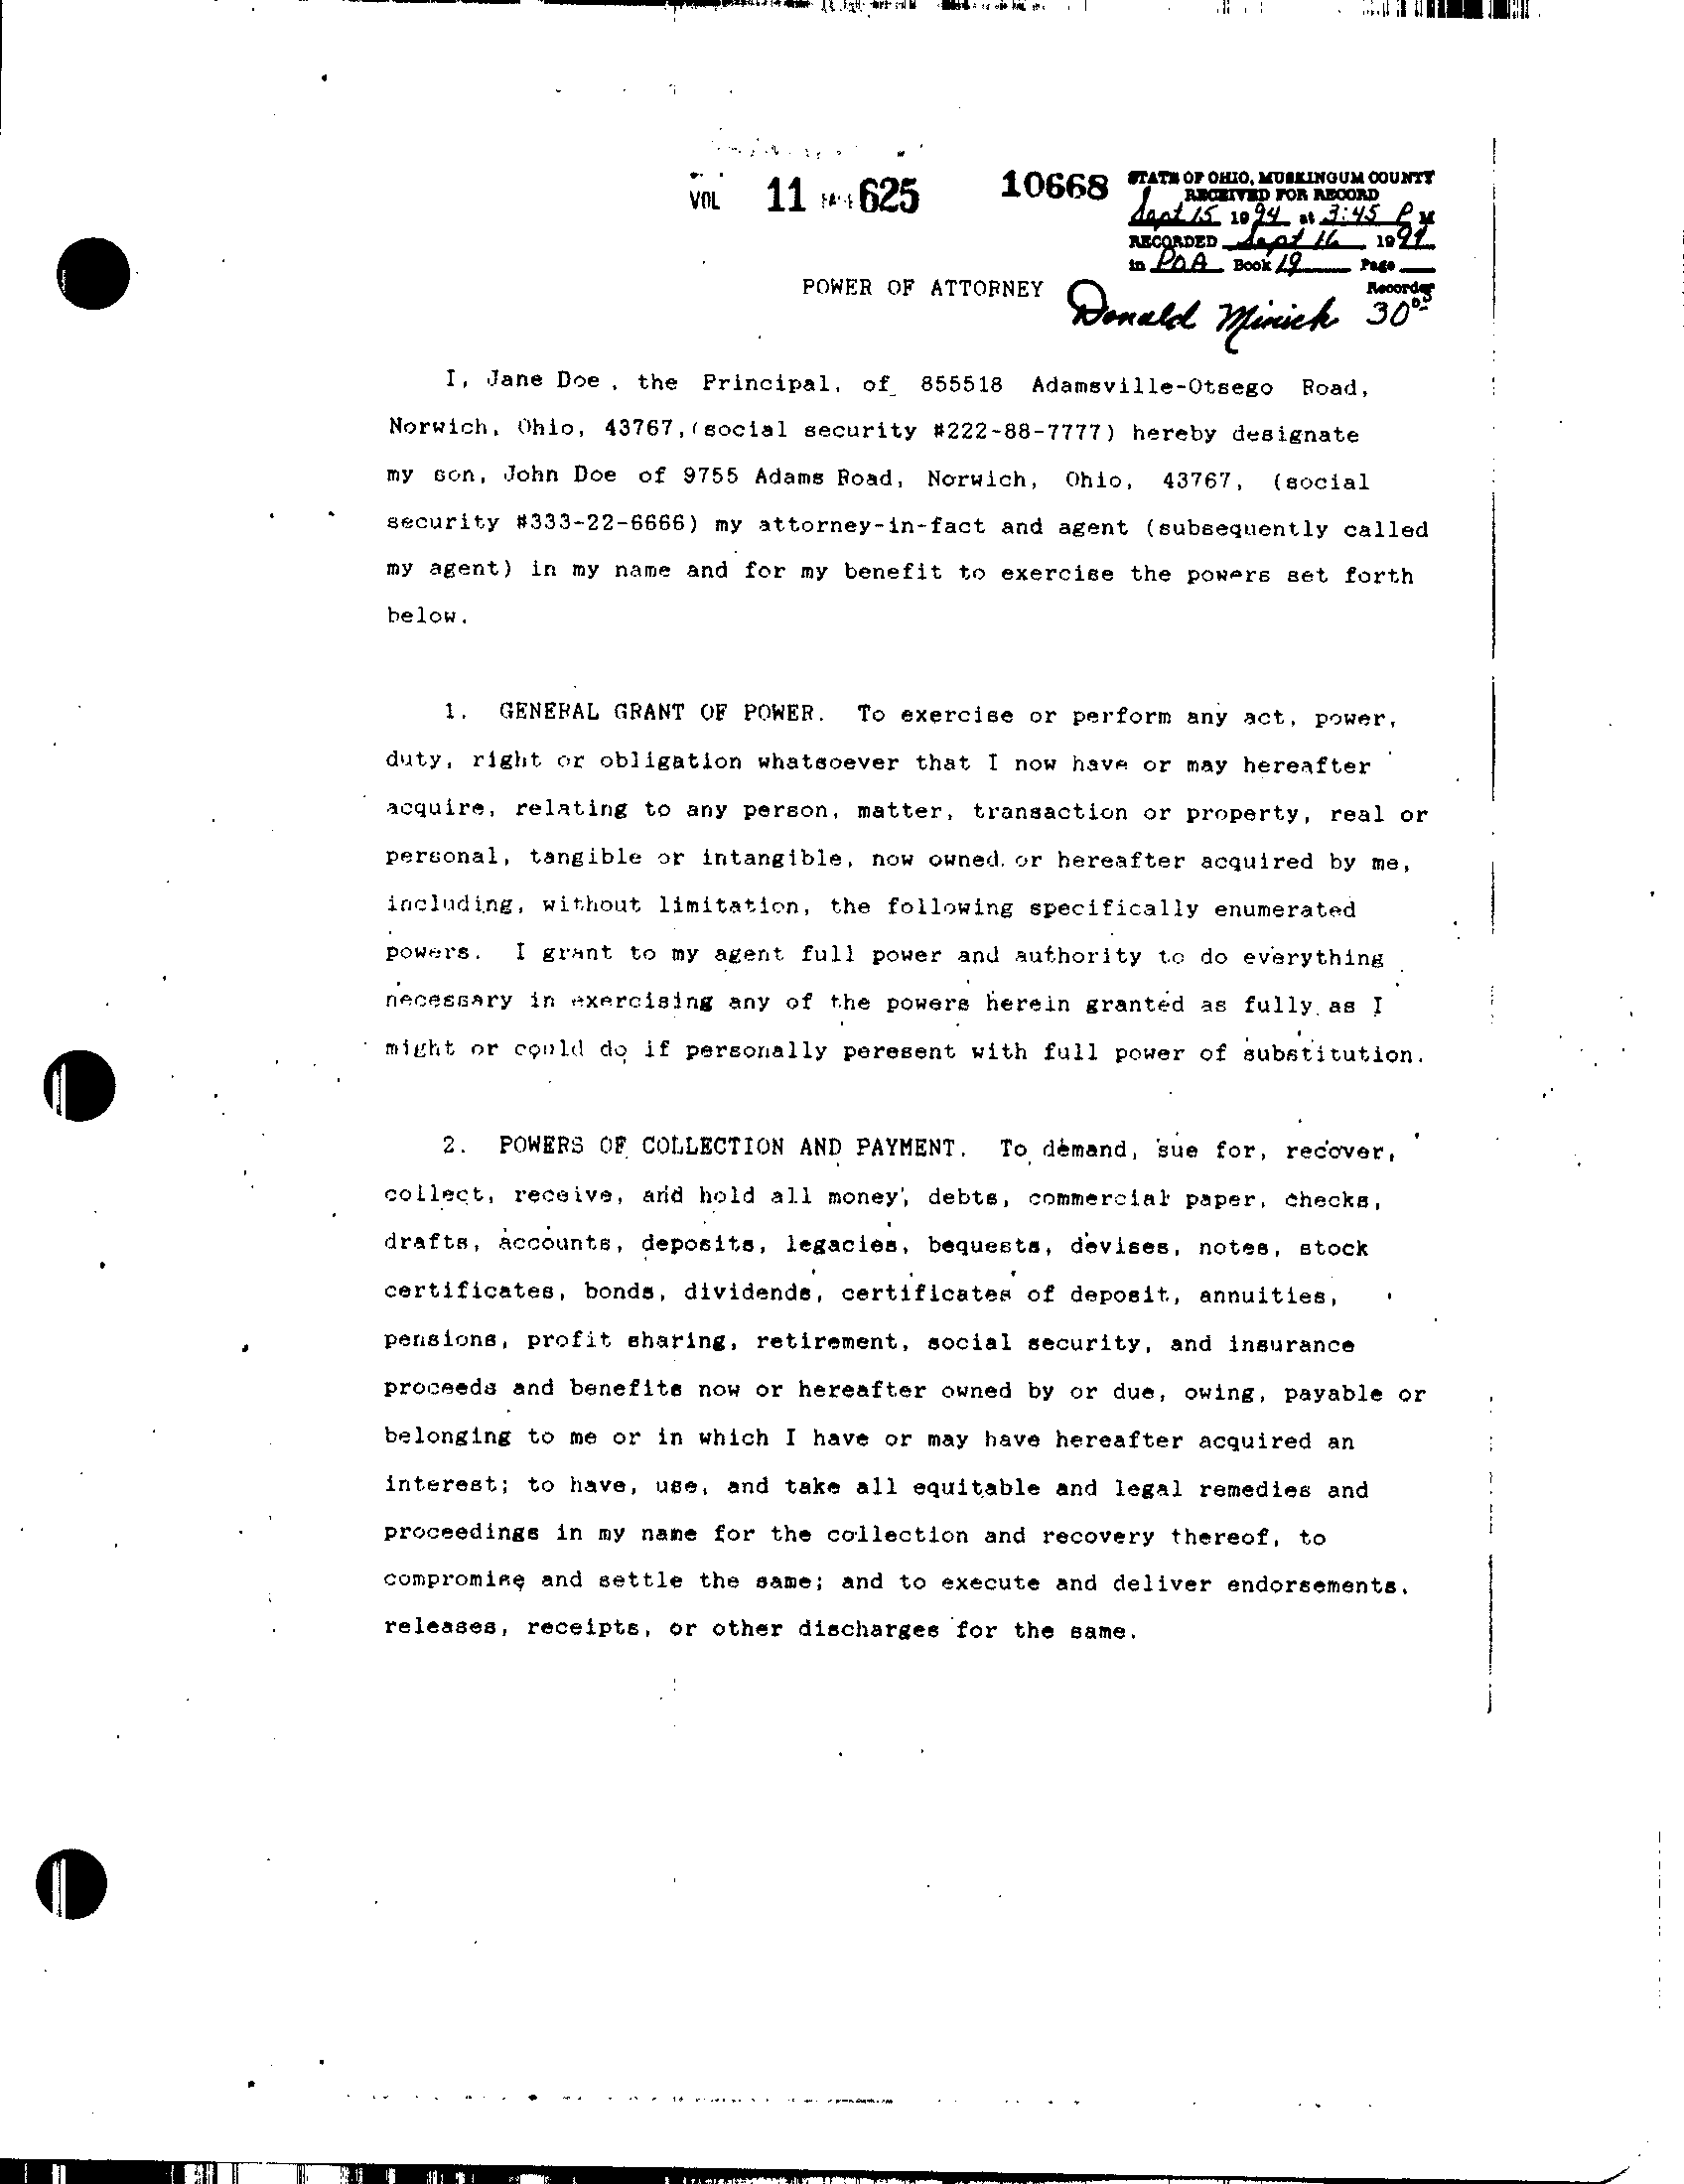 VOL 11 PAGE 625
10668
STATE OF OHIO, MUSKINGUM COUNTY
RECEIVED FOR RECORD
Sept 15 1994 at 3:45 P M
RECORDED Sept 16 1994
in POA Book 19 Page
Recorder
POWER OF ATTORNEY
Donald Minich 30
I, Jane Doe , the Principal, of 855518 Adamsville-Otsego Road,
Norwich, Ohio, 43767,(social security #222-88-7777) hereby designate
my son, John Doe of 9755 Adams Road, Norwich, Ohio, 43767, (social
security #333-22-6666) my attorney-in-fact and agent (subsequently called
my agent) in my name and for my benefit to exercise the powers set forth
below.
1. GENERAL GRANT OF POWER. To exercise or perform any act, power,
duty, right or obligation whatsoever that I now have or may hereafter
acquire, relating to any person, matter, transaction or property, real or
personal, tangible or intangible, now owned or hereafter acquired by me,
including, without limitation, the following specifically enumerated
powers. I grant to my agent full power and authority to do everything
necessary in exercising any of the powers herein granted as fully as I
might or could do if personally peresent with full power of substitution.
2. POWERS OF COLLECTION AND PAYMENT. To demand, sue for, recover,
collect, receive, and hold all money, debts, commercial paper, checks,
drafts, accounts, deposits, legacies, bequests, devises, notes, stock
certificates, bonds, dividends, certificates of deposit, annuities,
pensions, profit sharing, retirement, social security, and insurance
proceeds and benefits now or hereafter owned by or due, owing, payable or
belonging to me or in which I have or may have hereafter acquired an
interest; to have, use, and take all equitable and legal remedies and
proceedings in my name for the collection and recovery thereof, to
compromise and settle the same; and to execute and deliver endorsements,
releases, receipts, or other discharges for the same.